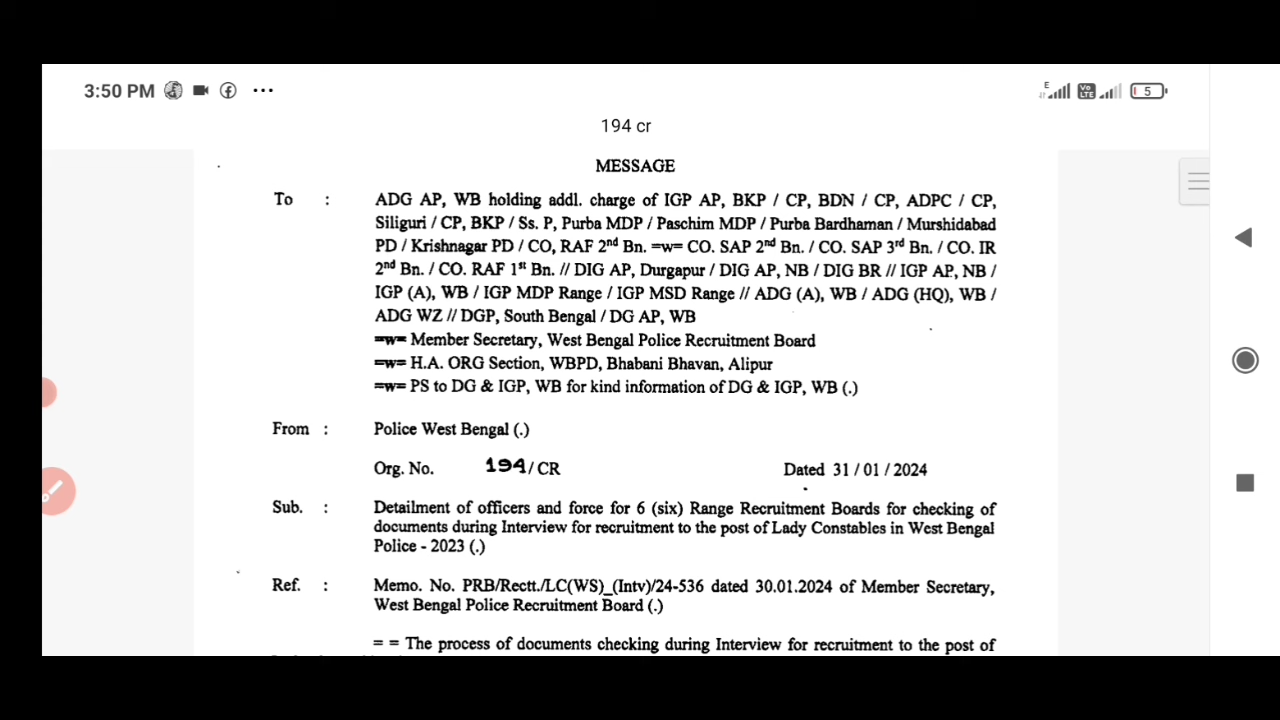 3:50 PM
E
Vo LTE
5
194 cr
MESSAGE
To : ADG AP, WB holding addl. charge of IGP AP, BKP / CP, BDN / CP, ADPC / CP,
Siliguri / CP, BKP / Ss. P, Purba MDP / Paschim MDP / Purba Bardhaman / Murshidabad
PD / Krishnagar PD / CO, RAF 2nd Bn. =w= CO. SAP 2nd Bn. / CO. SAP 3rd Bn. / CO. IR
2nd Bn. / CO. RAF 1st Bn. // DIG AP, Durgapur / DIG AP, NB / DIG BR // IGP AP, NB /
IGP (A), WB / IGP MDP Range / IGP MSD Range // ADG (A), WB / ADG (HQ), WB /
ADG WZ // DGP, South Bengal / DG AP, WB
=w= Member Secretary, West Bengal Police Recruitment Board
=w= H.A. ORG Section, WBPD, Bhabani Bhavan, Alipur
=w= PS to DG & IGP, WB for kind information of DG & IGP, WB (.)
From : Police West Bengal (.)
Org. No. 194/ CR Dated 31 / 01 / 2024
Sub. : Detailment of officers and force for 6 (six) Range Recruitment Boards for checking of
documents during Interview for recruitment to the post of Lady Constables in West Bengal
Police - 2023 (.)
Ref. : Memo. No. PRB/Rectt./LC(WS)_(Intv)/24-536 dated 30.01.2024 of Member Secretary,
West Bengal Police Recruitment Board (.)
= = The process of documents checking during Interview for recruitment to the post of